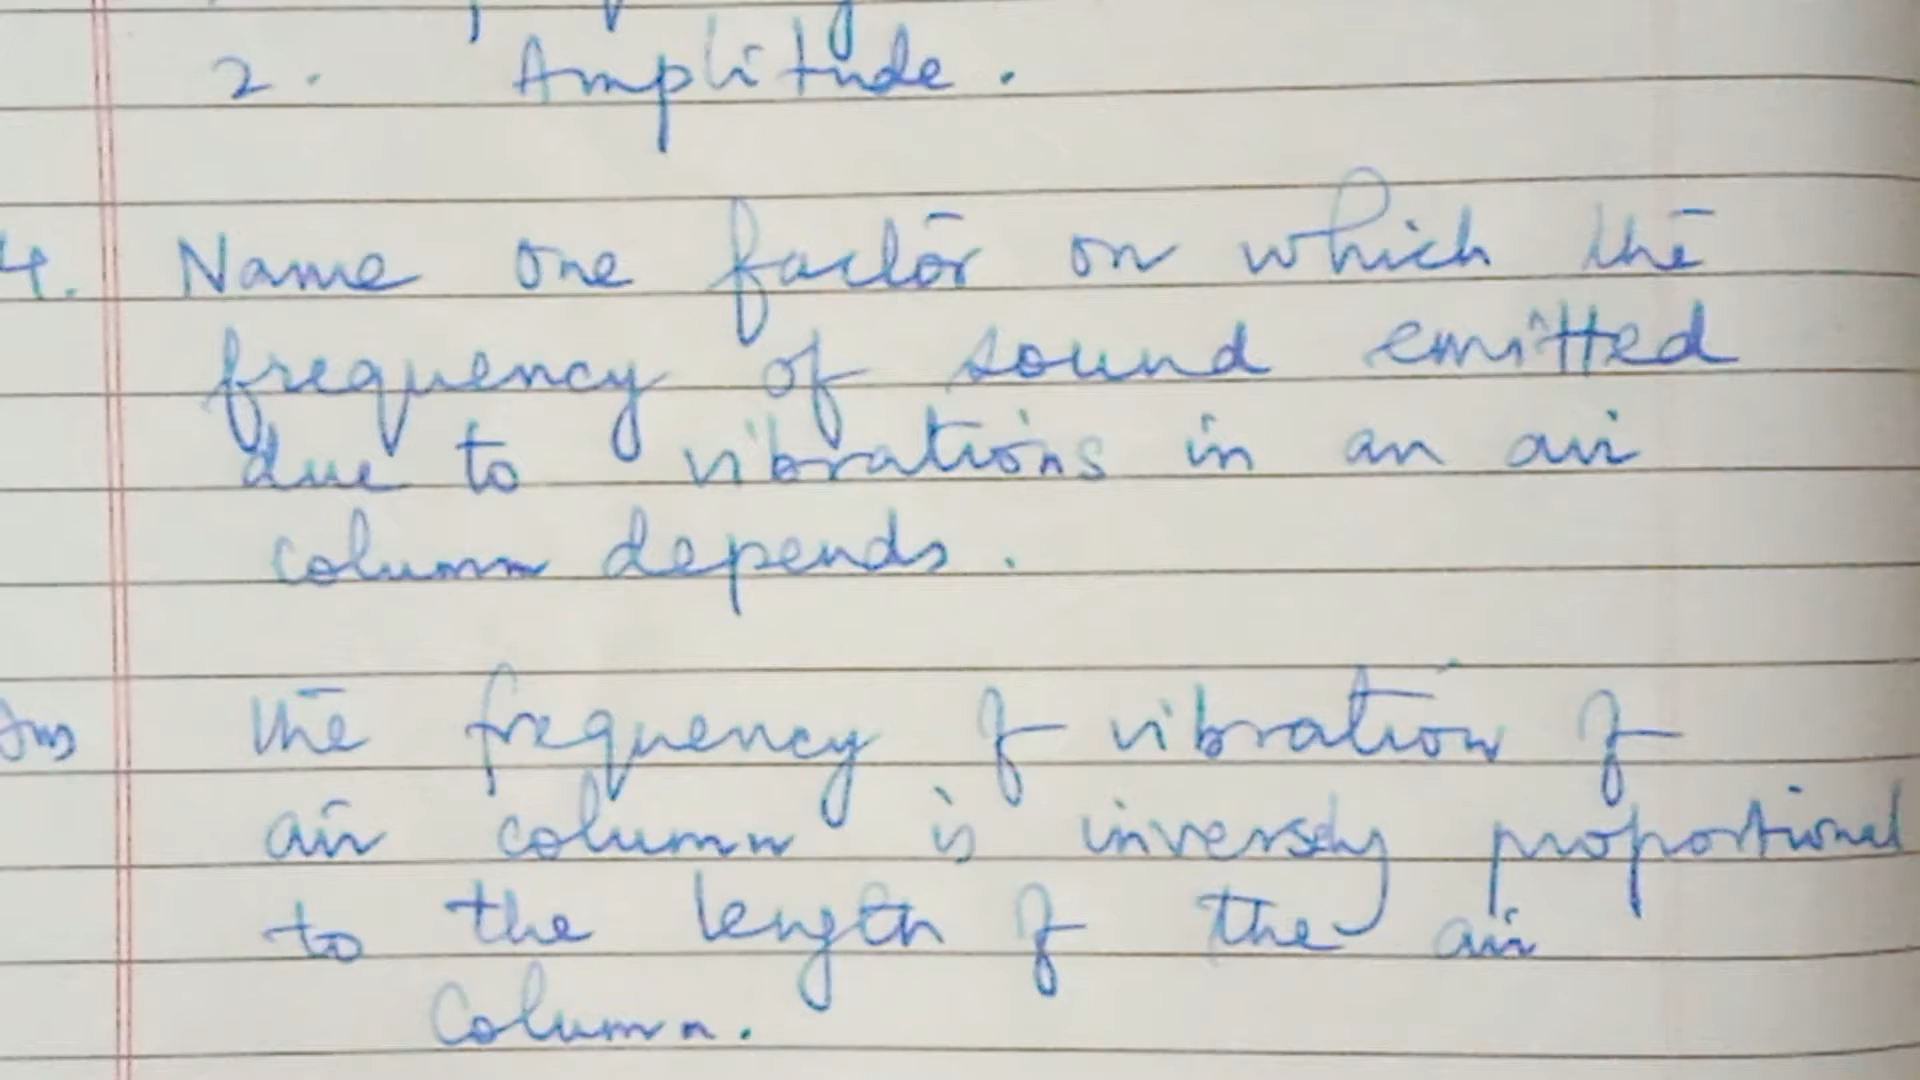 2. Amplitude.
4. Name one factor on which the
frequency of sound emitted
due to vibrations in an air
column depends.
Ans the frequency of vibration of
air column is inversely proportional
to the length of the air
Column.